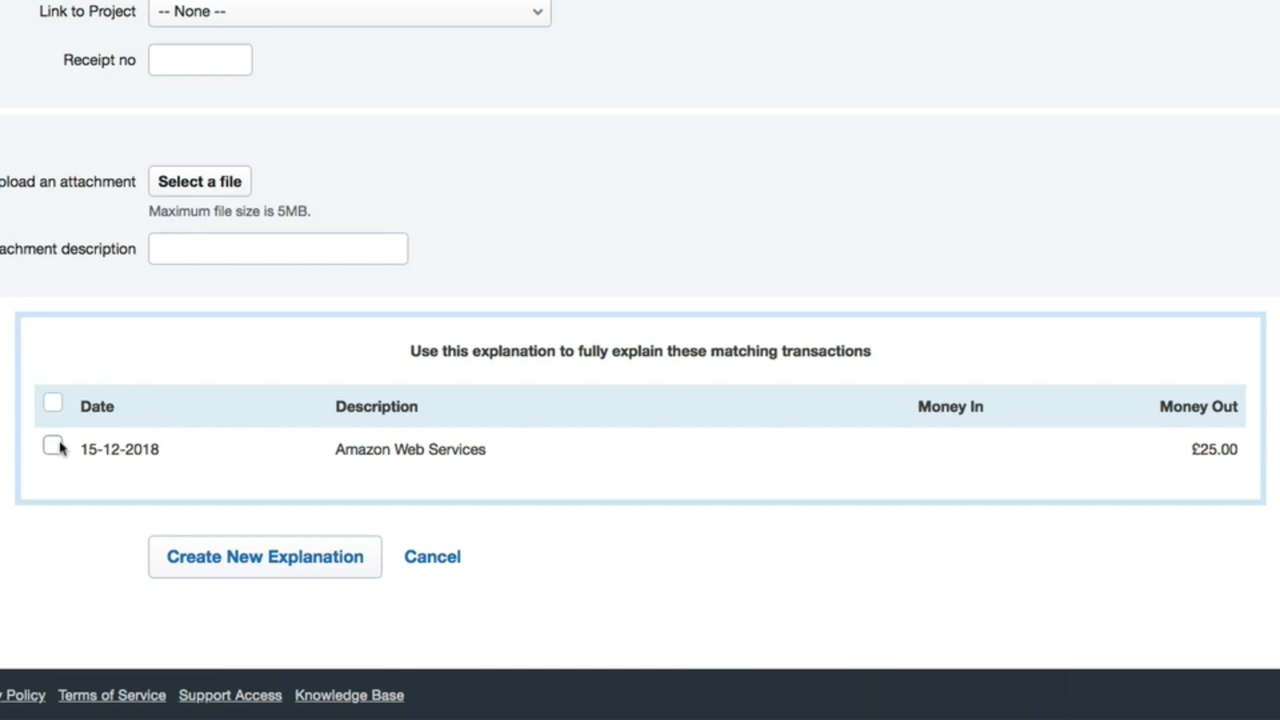 Link to Project -- None --
Receipt no
pload an attachment Select a file
Maximum file size is 5MB.
achment description
Use this explanation to fully explain these matching transactions
Date Description Money In Money Out
15-12-2018 Amazon Web Services £25.00
Create New Explanation Cancel
y Policy Terms of Service Support Access Knowledge Base